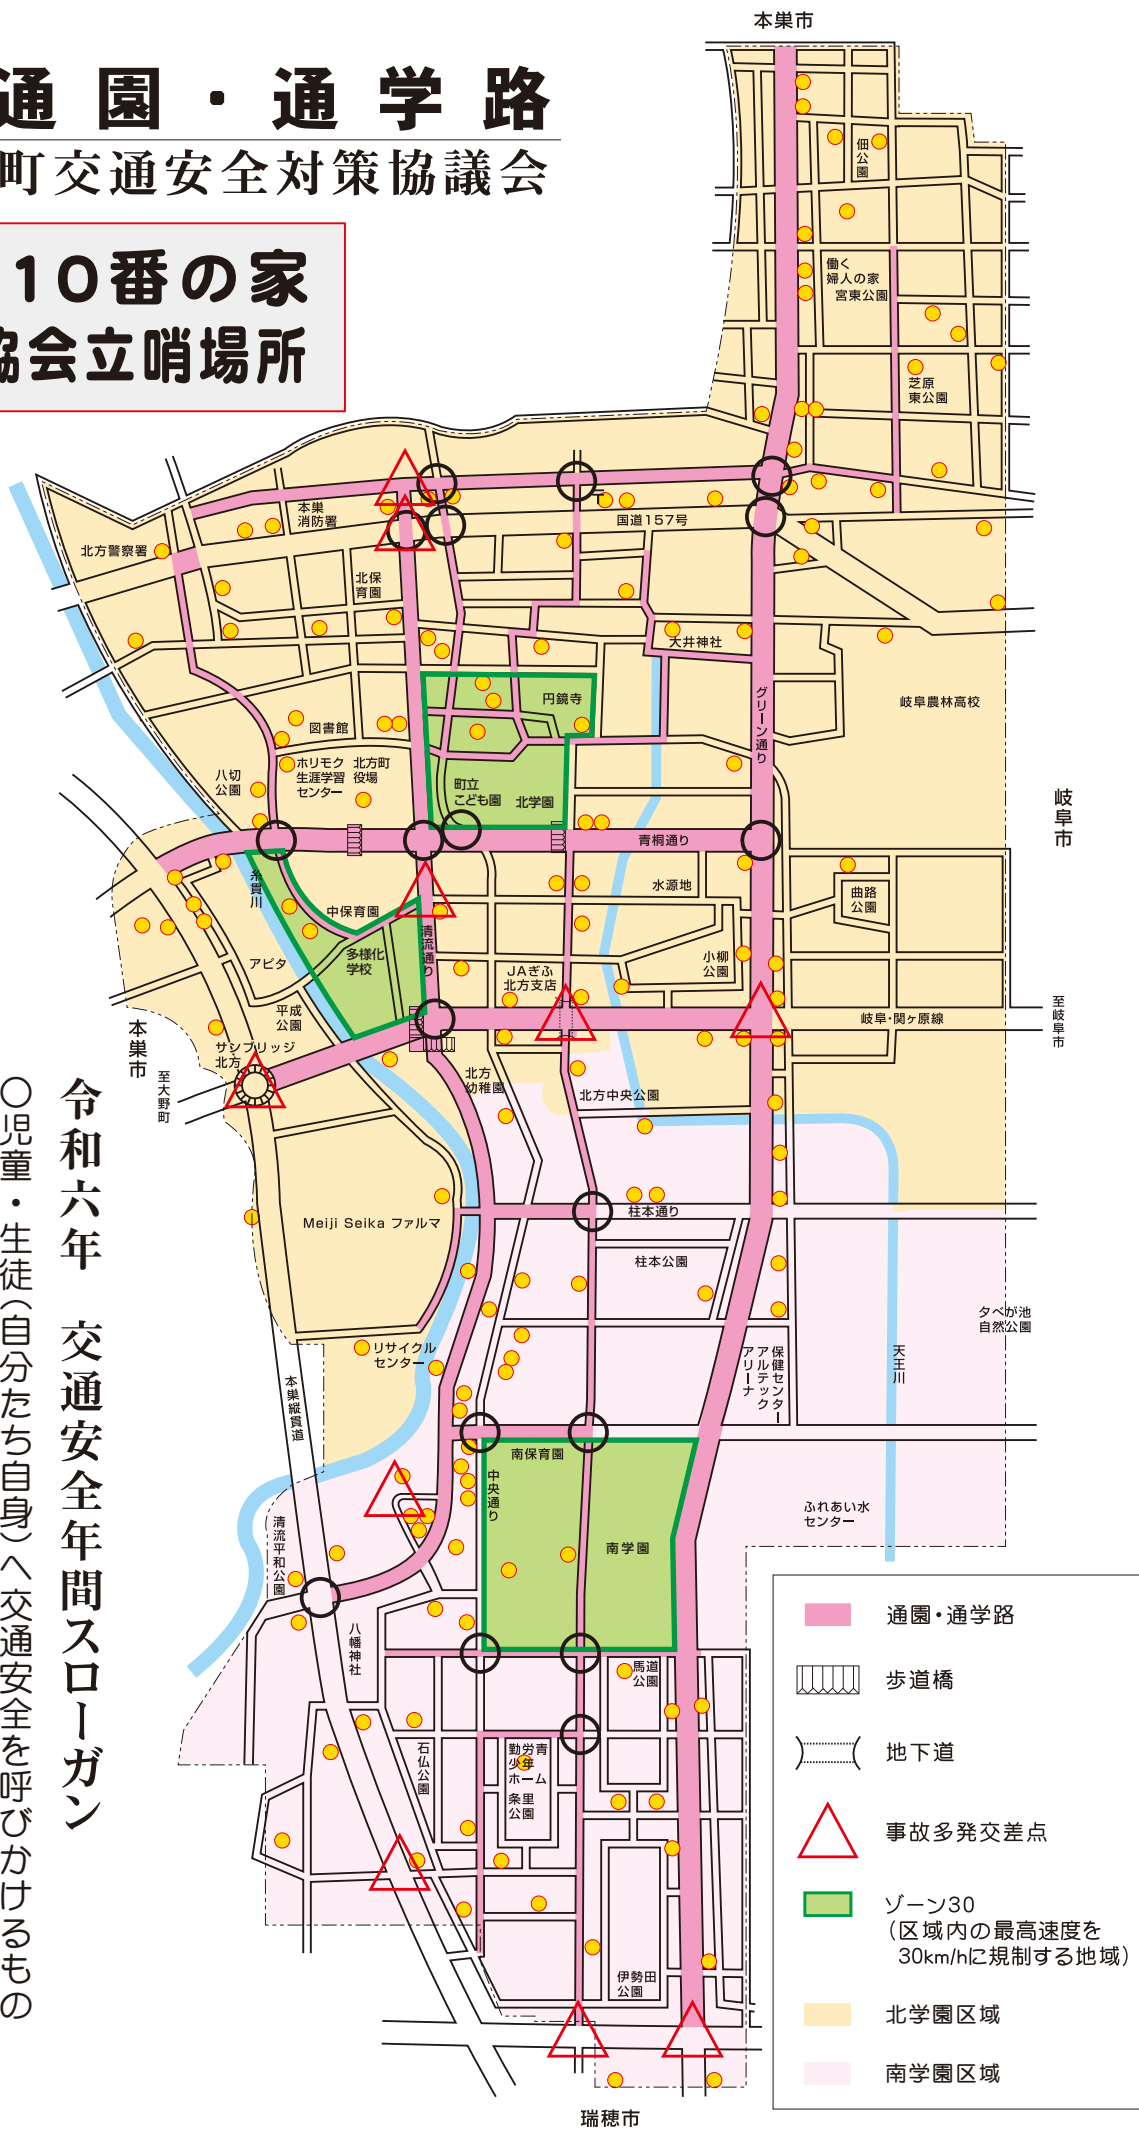 本巣市
通園・通学路
町交通安全対策協議会
10番の家
協会立哨場所
佃公園
働く
婦人の家
宮東公園
芝原
東公園
本巣
消防署
〒
国道157号
北方警察署
北保
育園
大井神社
円鏡寺
グリーン通り
岐阜農林高校
図書館
ホリモク
生涯学習
センター
北方町
役場
八切
公園
町立
こども園
北学園
岐阜市
青桐通り
糸貫川
水源地
曲路
公園
中保育園
清流通り
多様化
学校
アピタ
JAぎふ
北方支店
小柳
公園
平成
公園
至岐阜市
岐阜・関ヶ原線
本巣市
サンブリッジ
北方
至大野町
北方
幼稚園
北方中央公園
令和六年 交通安全年間スローガン
〇児童・生徒(自分たち自身)へ交通安全を呼びかけるもの
Meiji Seika ファルマ
柱本通り
柱本公園
夕べが池
自然公園
リサイクル
センター
保健センター
アルテック
アリーナ
天王川
本巣縦貫道
南保育園
中央通り
ふれあい水
センター
清流平和公園
南学園
八幡神社
馬道
公園
石仏公園
勤労青
少年
ホーム
条里
公園
伊勢田
公園
瑞穂市
通園・通学路
歩道橋
地下道
事故多発交差点
ゾーン30
(区域内の最高速度を
30km/hに規制する地域)
北学園区域
南学園区域